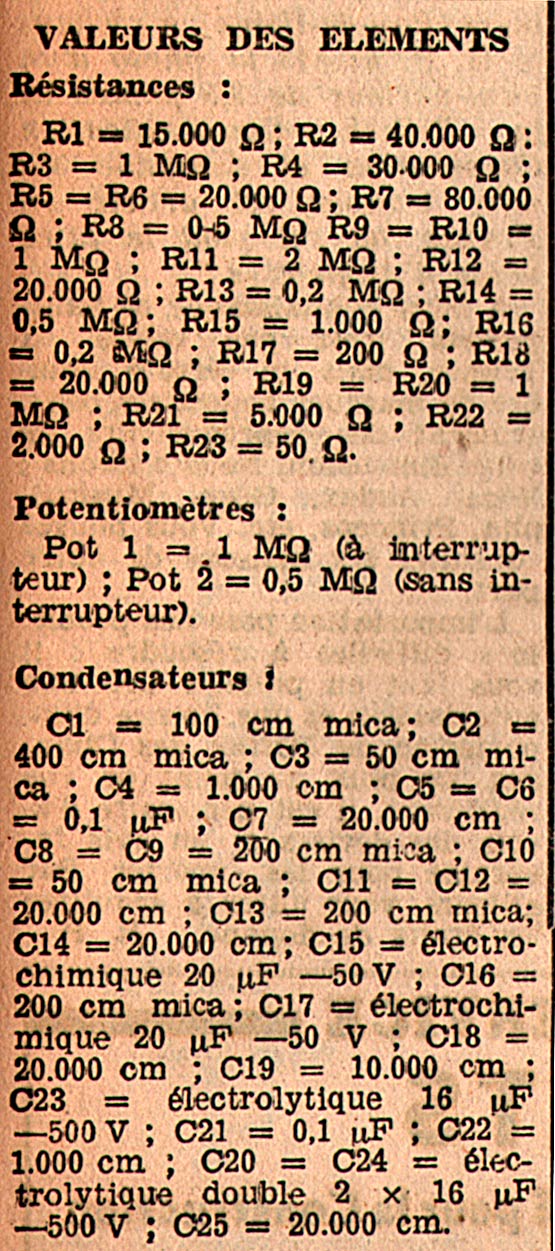 VALEURS DES ELEMENTS
Résistances :
R1 = 15.000 Ω ; R2 = 40.000 Ω :
R3 = 1 MΩ ; R4 = 30.000 Ω ;
R5 = R6 = 20.000 Ω ; R7 = 80.000
Ω ; R8 = 0-5 MΩ R9 = R10 =
1 MΩ ; R11 = 2 MΩ ; R12 =
20.000 Ω ; R13 = 0,2 MΩ ; R14 =
0,5 MΩ ; R15 = 1.000 Ω ; R16
= 0,2 MΩ ; R17 = 200 Ω ; R18
= 20.000 Ω ; R19 = R20 = 1
MΩ ; R21 = 5.000 Ω ; R22 =
2.000 Ω ; R23 = 50 Ω.
Potentiomètres :
Pot 1 = 1 MΩ (à interrup-
teur) ; Pot 2 = 0,5 MΩ (sans in-
terrupteur).
Condensateurs :
C1 = 100 cm mica ; C2 =
400 cm mica ; C3 = 50 cm mi-
ca ; C4 = 1.000 cm ; C5 = C6
= 0,1 µF ; C7 = 20.000 cm ;
C8 = C9 = 200 cm mica ; C10
= 50 cm mica ; C11 = C12 =
20.000 cm ; C13 = 200 cm mica;
C14 = 20.000 cm ; C15 = électro-
chimique 20 µF —50 V ; C16 =
200 cm mica ; C17 = électrochi-
mique 20 µF —50 V ; C18 =
20.000 cm ; C19 = 10.000 cm ;
C23 = électrolytique 16 µF
—500 V ; C21 = 0,1 µF ; C22 =
1.000 cm ; C20 = C24 = élec-
trolytique double 2 × 16 µF
—500 V ; C25 = 20.000 cm.